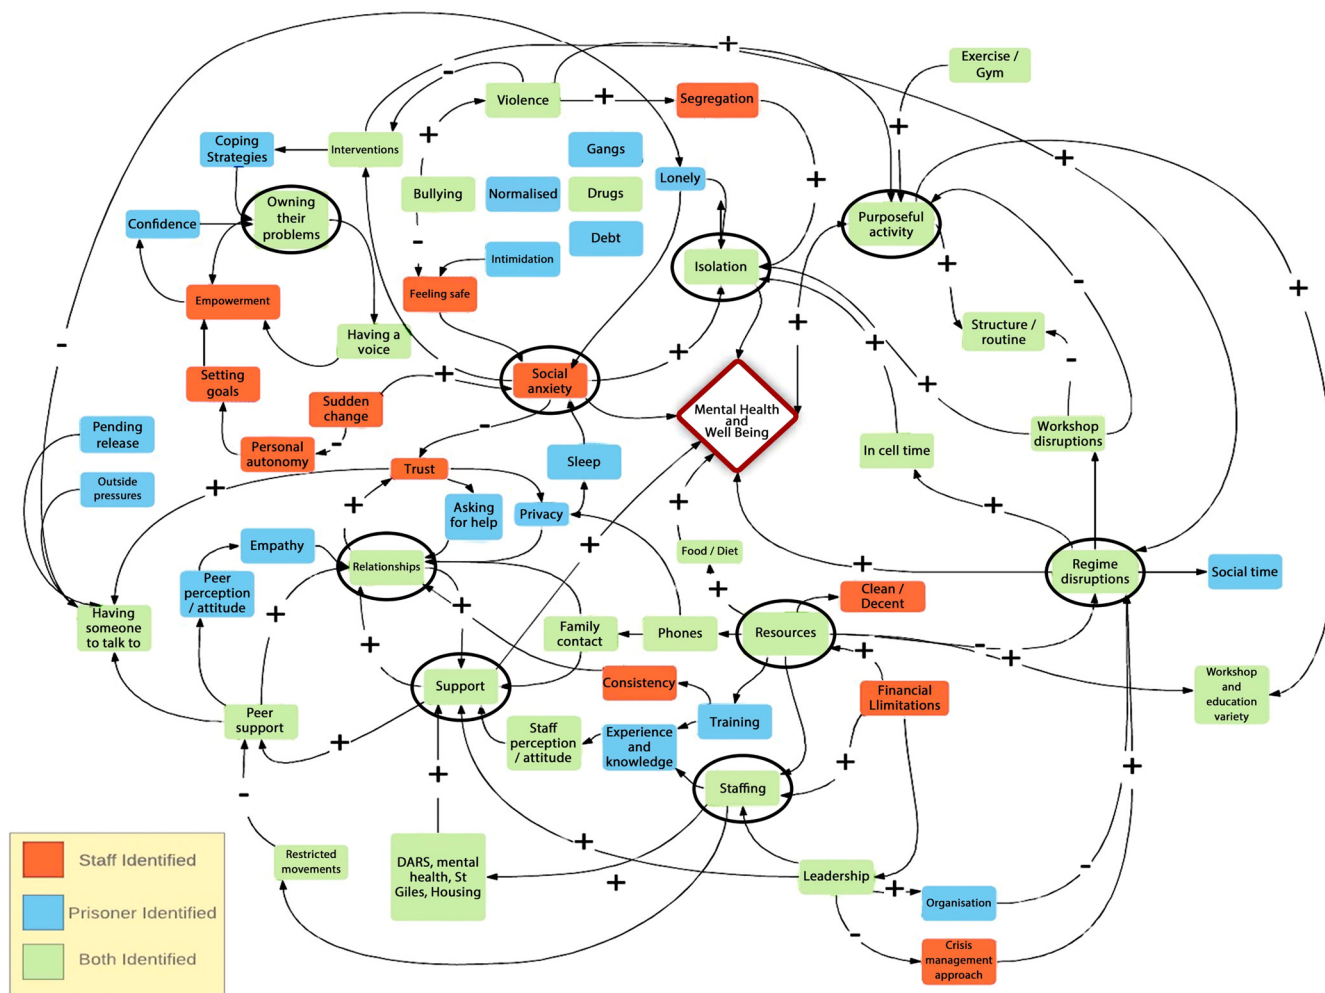 Exercise /
Gym
Violence
Segregation
Coping
Strategies
Interventions
Gangs
Lonely
Bullying
Normalised
Drugs
Owning
their
problems
Confidence
Purposeful
activity
Debt
Intimidation
Isolation
Feeling safe
Empowerment
Having a
voice
Structure /
routine
Setting
goals
Social
anxiety
Sudden
change
Mental Health
and
Well Being
Pending
release
Personal
autonomy
Workshop
disruptions
In cell time
Trust
Sleep
Outside
pressures
Asking
for help
Privacy
Empathy
Relationships
Food / Diet
Regime
disruptions
Social time
Peer
perception
/ attitude
Clean /
Decent
Having
someone
to talk to
Family
contact
Phones
Resources
Support
Consistency
Financial
Llimitations
Workshop
and
education
variety
Peer
support
Staff
perception
/ attitude
Experience
and
knowledge
Training
Staffing
Restricted
movements
DARS, mental
health, St
Giles, Housing
Leadership
Organisation
Crisis
management
approach
Staff Identified
Prisoner Identified
Both Identified